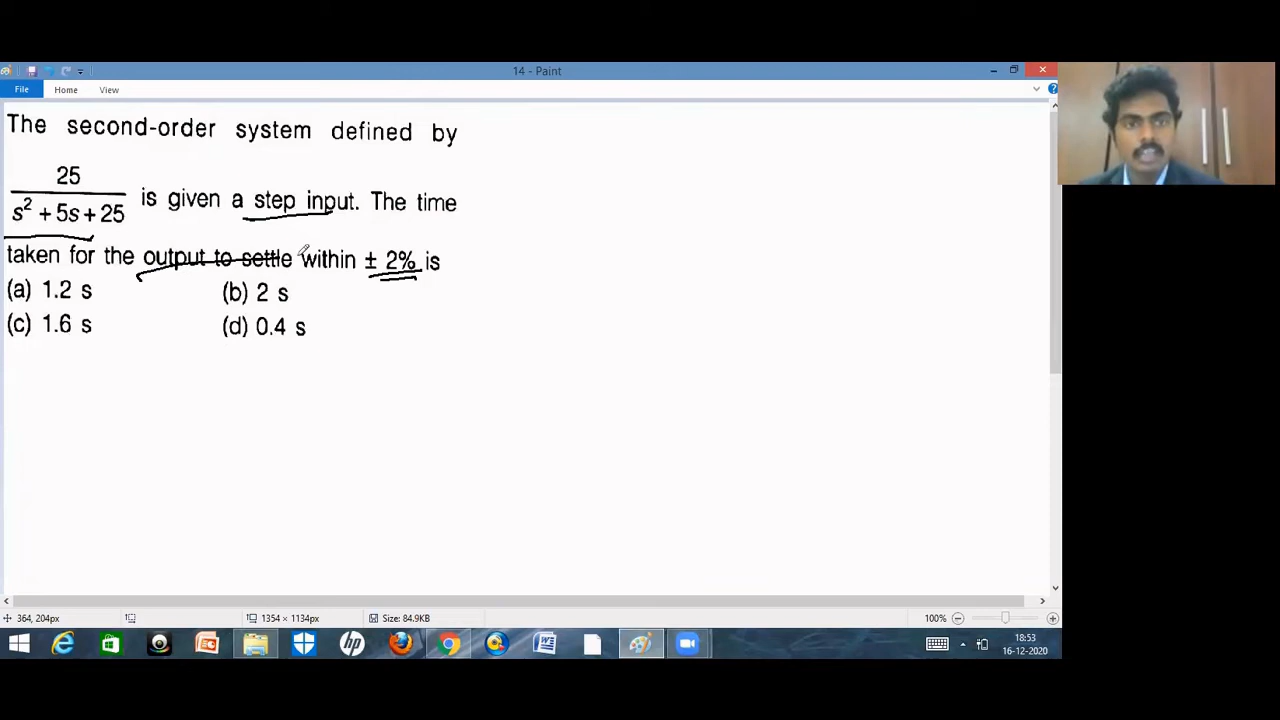 14 - Paint
File Home View
The second-order system defined by
25
s² + 5s + 25
is given a step input. The time
taken for the output to settle within ± 2% is
(a) 1.2 s (b) 2 s
(c) 1.6 s (d) 0.4 s
364, 204px 1354 × 1134px Size: 84.9KB 100%
18:53
16-12-2020